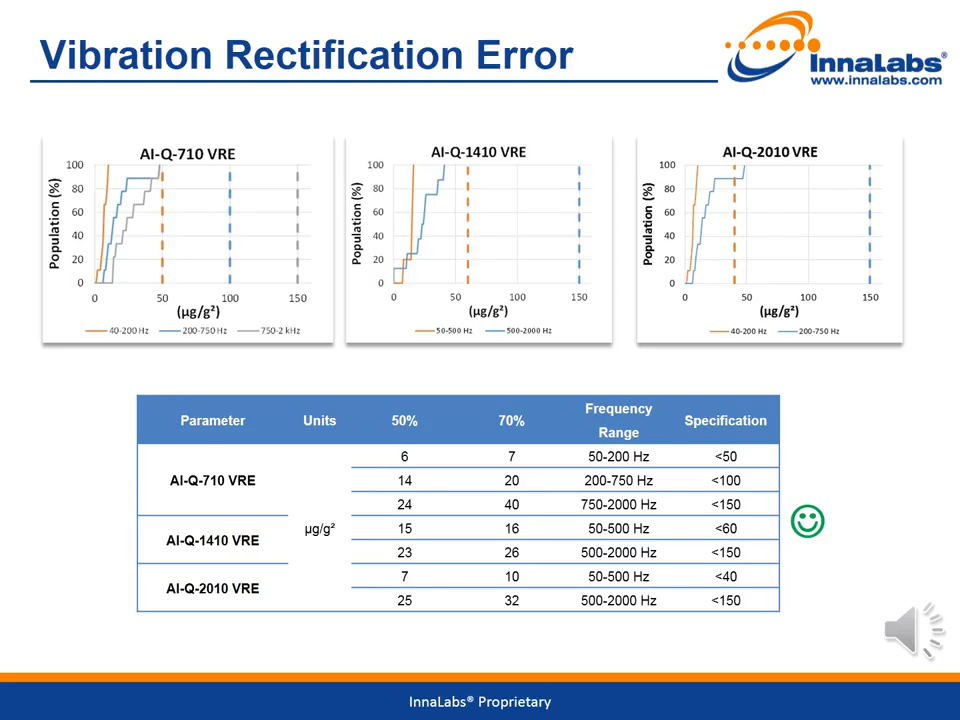 Vibration Rectification Error
InnaLabs®
www.innalabs.com
AI-Q-710 VRE
Population (%)
100
80
60
40
20
0
0 50 100 150
(µg/g²)
40-200 Hz 200-750 Hz 750-2 kHz
AI-Q-1410 VRE
Population (%)
100
80
60
40
20
0
0 50 100 150
(µg/g²)
50-500 Hz 500-2000 Hz
AI-Q-2010 VRE
Population (%)
100
80
60
40
20
0
0 50 100 150
(µg/g²)
40-200 Hz 200-750 Hz
Parameter Units 50% 70% Frequency Range Specification
AI-Q-710 VRE µg/g² 6 7 50-200 Hz <50
14 20 200-750 Hz <100
24 40 750-2000 Hz <150
AI-Q-1410 VRE 15 16 50-500 Hz <60
23 26 500-2000 Hz <150
AI-Q-2010 VRE 7 10 50-500 Hz <40
25 32 500-2000 Hz <150
InnaLabs® Proprietary